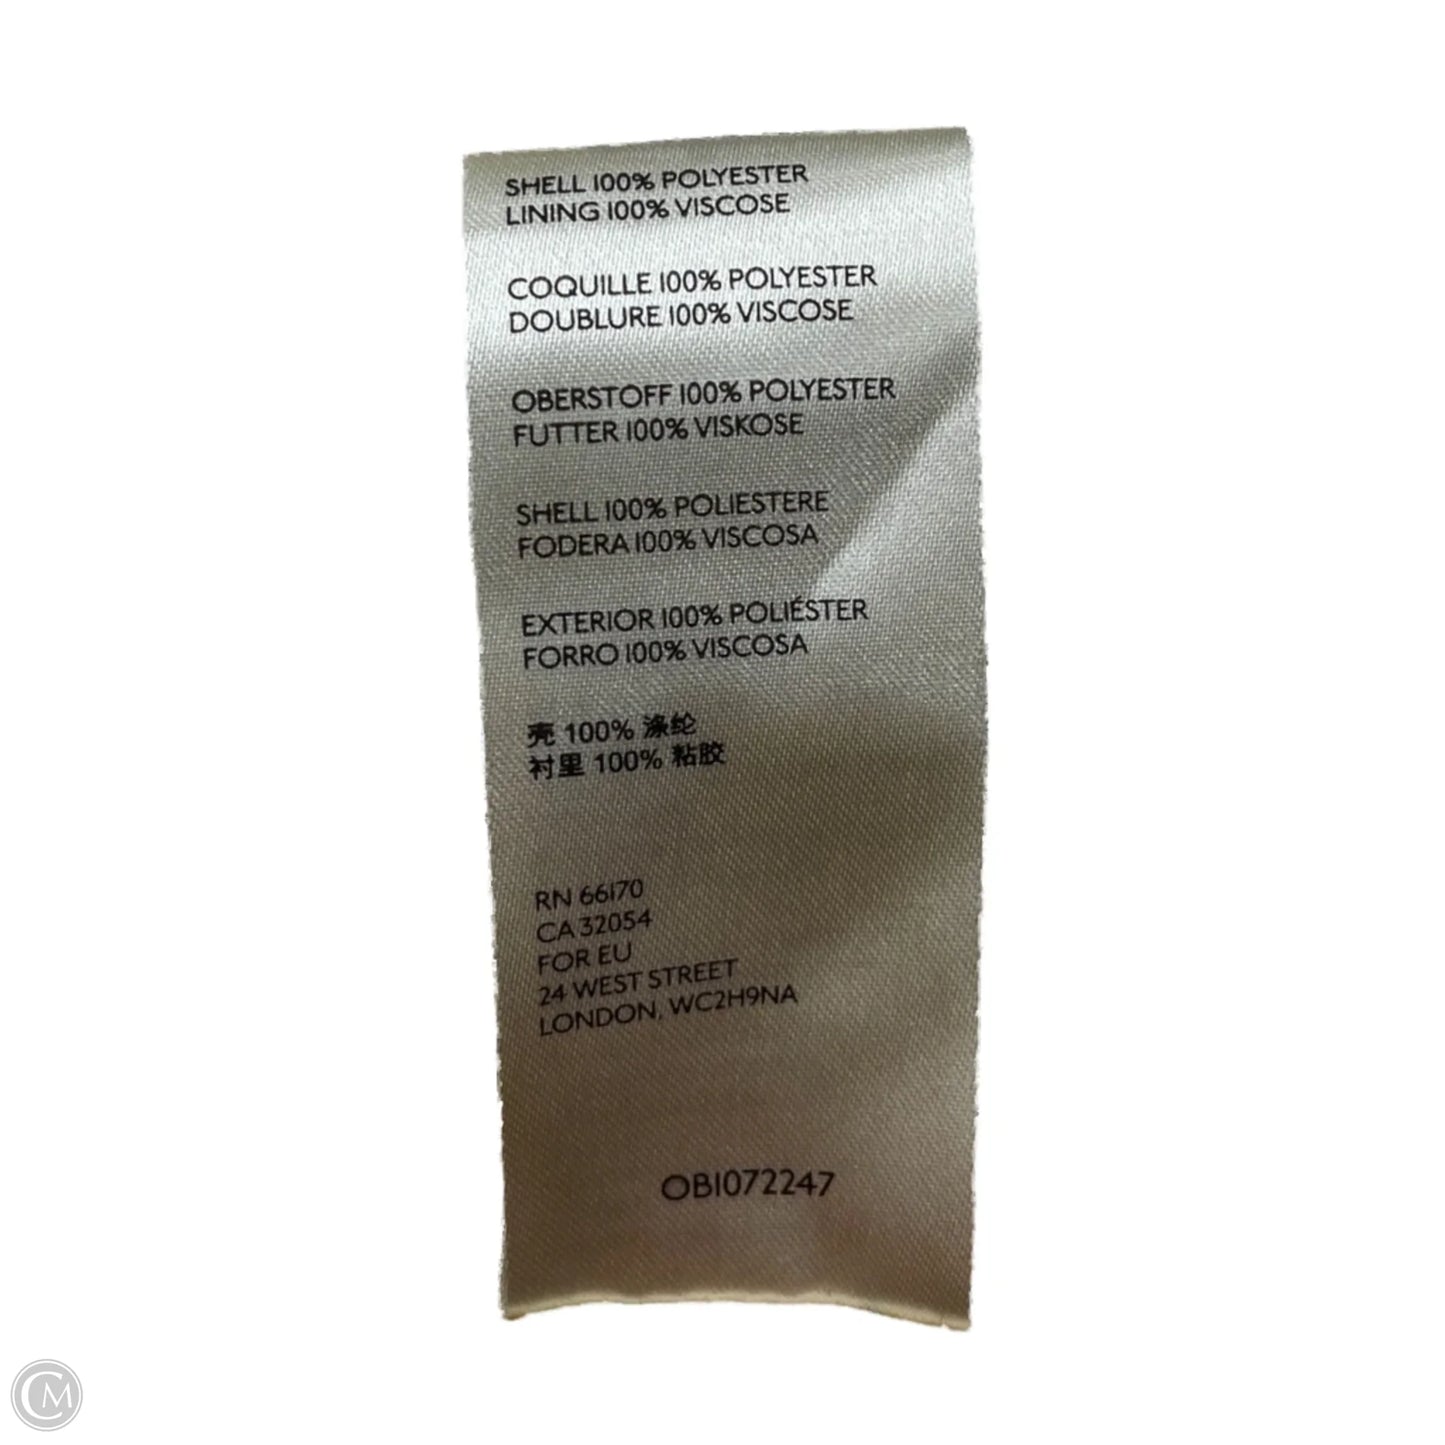 SHELL 100% POLYESTER
LINING 100% VISCOSE
COQUILLE 100% POLYESTER
DOUBLURE 100% VISCOSE
OBERSTOFF 100% POLYESTER
FUTTER 100% VISKOSE
SHELL 100% POLIESTERE
FODERA 100% VISCOSA
EXTERIOR 100% POLIÉSTER
FORRO 100% VISCOSA
壳 100% 涤纶
衬里 100% 粘胶
RN 66170
CA 32054
FOR EU
24 WEST STREET
LONDON, WC2H9NA
OB1072247
CM